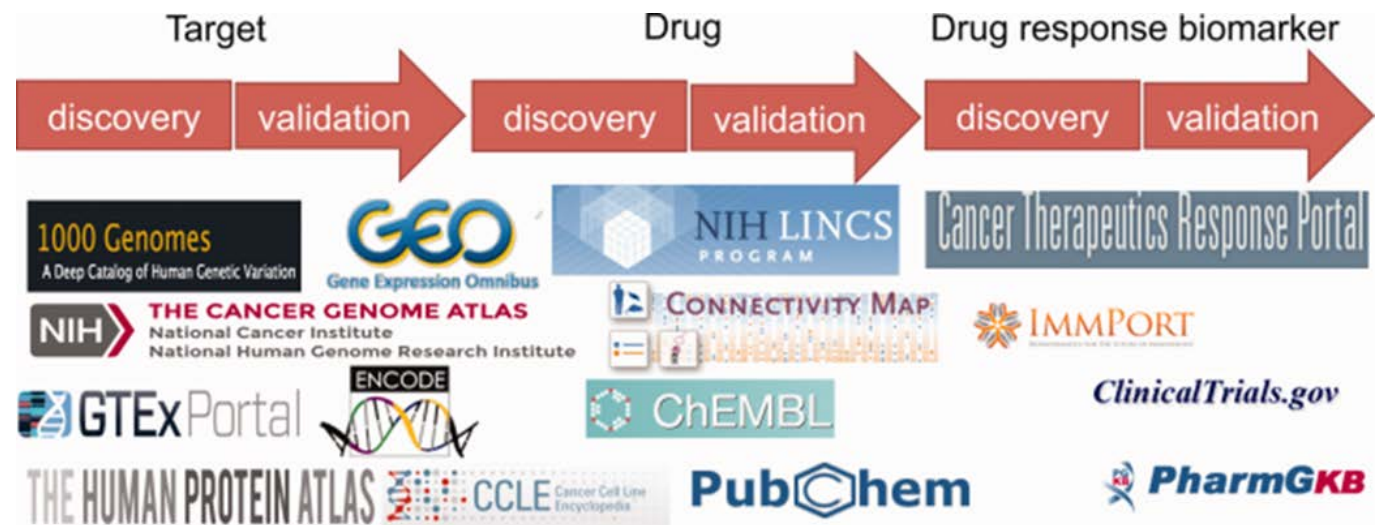 Target
Drug
Drug response biomarker
discovery validation
discovery validation
discovery validation
1000 Genomes
A Deep Catalog of Human Genetic Variation
GEO
Gene Expression Omnibus
NIH LINCS
PROGRAM
Cancer Therapeutics Response Portal
NIH
THE CANCER GENOME ATLAS
National Cancer Institute
National Human Genome Research Institute
CONNECTIVITY MAP
IMMPORT
GTEx Portal
ENCODE
ChEMBL
ClinicalTrials.gov
THE HUMAN PROTEIN ATLAS
CCLE Cancer Cell Line
Encyclopedia
PubChem
PharmGKB